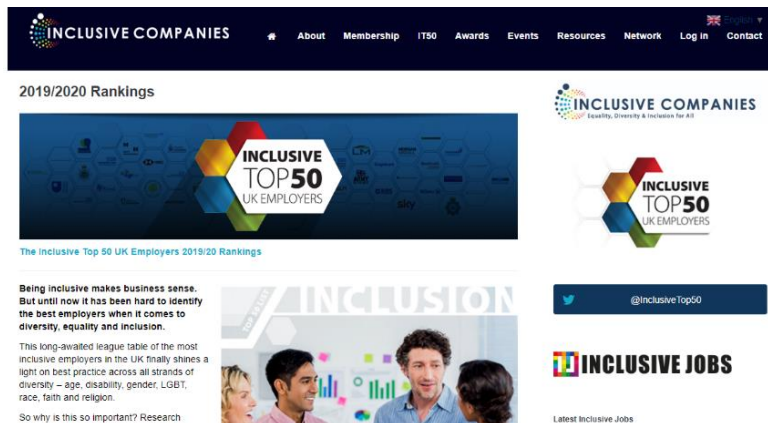 INCLUSIVE COMPANIES
About Membership IT50 Awards Events Resources Network Log in Contact
English
2019/2020 Rankings
INCLUSIVE
TOP50
UK EMPLOYERS
sky
The Inclusive Top 50 UK Employers 2019/20 Rankings
Being inclusive makes business sense.
But until now it has been hard to identify
the best employers when it comes to
diversity, equality and inclusion.
This long-awaited league table of the most
inclusive employers in the UK finally shines a
light on best practice across all strands of
diversity – age, disability, gender, LGBT,
race, faith and religion.
So why is this so important? Research
INCLUSION
INCLUSIVE COMPANIES
Equality, Diversity & Inclusion for All
INCLUSIVE
TOP50
UK EMPLOYERS
@InclusiveTop50
INCLUSIVE JOBS
Latest Inclusive Jobs